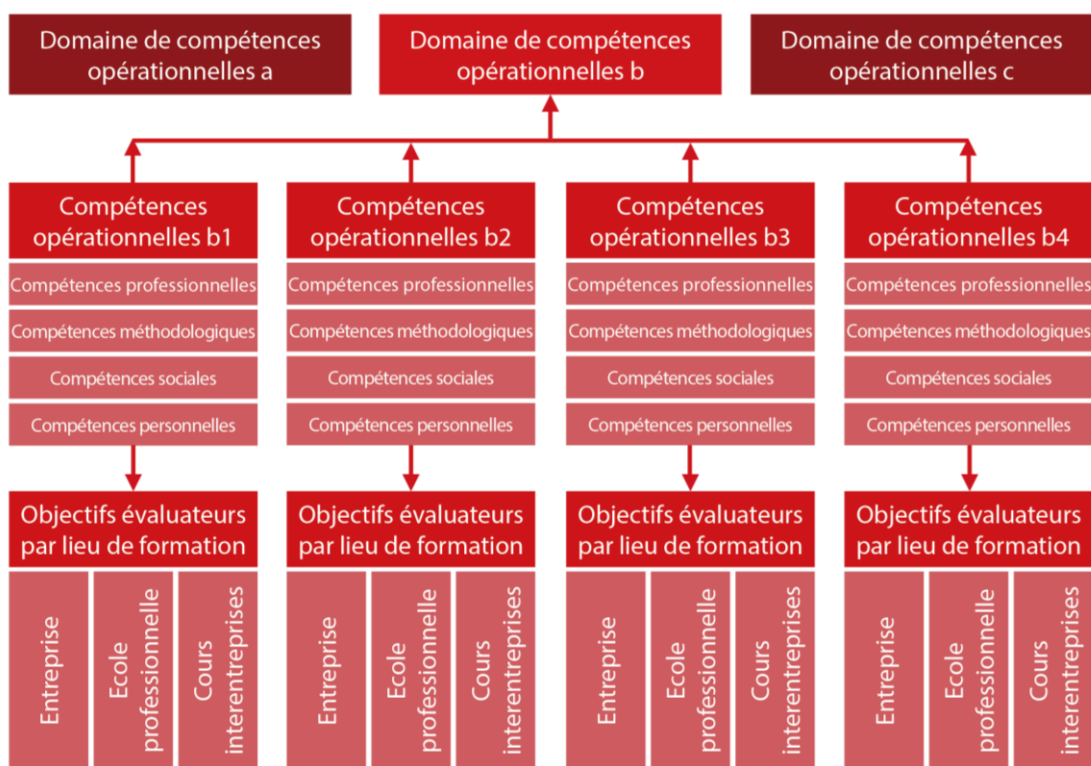 Domaine de compétences
opérationnelles a
Domaine de compétences
opérationnelles b
Domaine de compétences
opérationnelles c
Compétences
opérationnelles b1
Compétences professionnelles
Compétences méthodologiques
Compétences sociales
Compétences personnelles
Objectifs évaluateurs
par lieu de formation
Entreprise
Ecole
professionnelle
Cours
interentreprises
Compétences
opérationnelles b2
Compétences professionnelles
Compétences méthodologiques
Compétences sociales
Compétences personnelles
Objectifs évaluateurs
par lieu de formation
Entreprise
Ecole
professionnelle
Cours
interentreprises
Compétences
opérationnelles b3
Compétences professionnelles
Compétences méthodologiques
Compétences sociales
Compétences personnelles
Objectifs évaluateurs
par lieu de formation
Entreprise
Ecole
professionnelle
Cours
interentreprises
Compétences
opérationnelles b4
Compétences professionnelles
Compétences méthodologiques
Compétences sociales
Compétences personnelles
Objectifs évaluateurs
par lieu de formation
Entreprise
Ecole
professionnelle
Cours
interentreprises